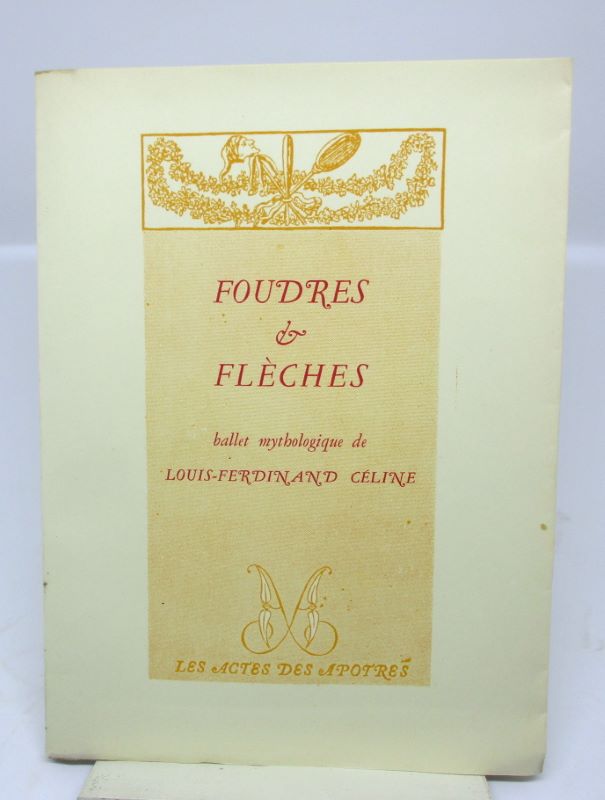 FOUDRES
&
FLÈCHES
ballet mythologique de
LOUIS-FERDINAND CÉLINE
LES ACTES DES APOTRES